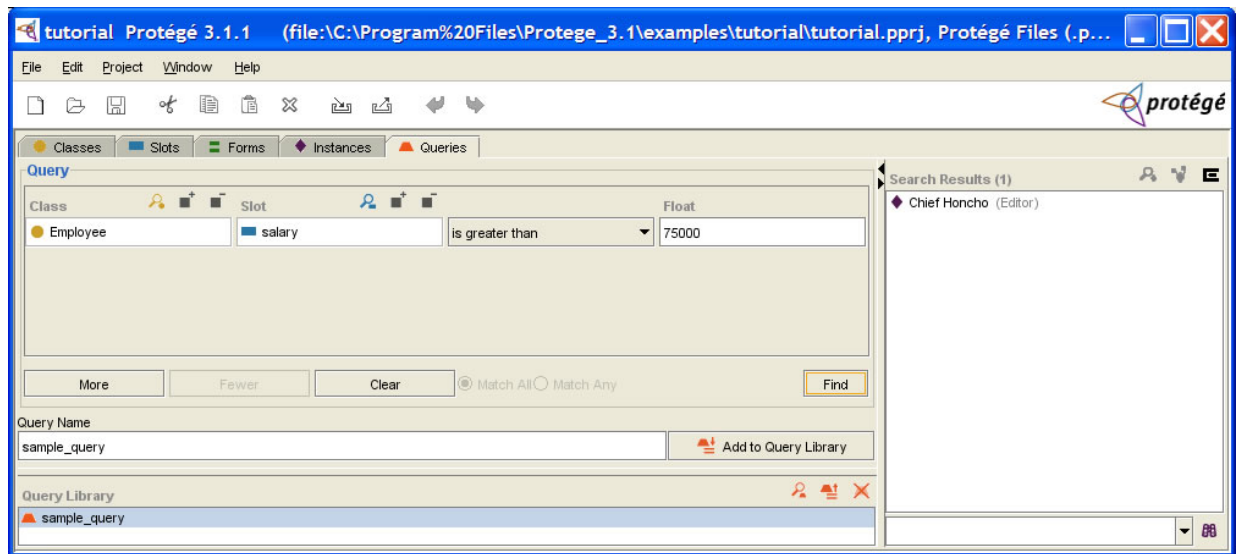 tutorial Protégé 3.1.1 (file:\C:\Program%20Files\Protege_3.1\examples\tutorial\tutorial.pprj, Protégé Files (.p...
File Edit Project Window Help
protégé
Classes Slots Forms Instances Queries
Query
Class Slot Float
Employee salary is greater than 75000
More Fewer Clear Match All Match Any Find
Query Name
sample_query Add to Query Library
Query Library
sample_query
Search Results (1)
Chief Honcho (Editor)